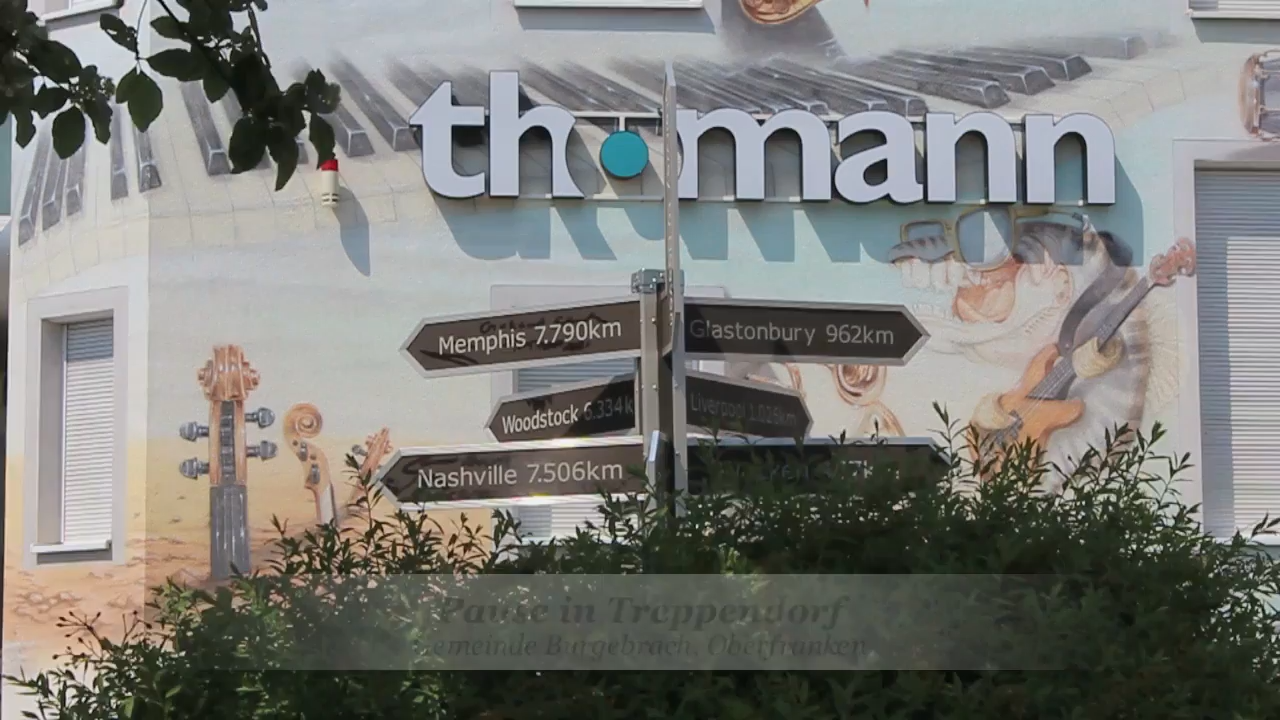 thomann
Memphis 7.790km
Glastonbury 962km
Woodstock 6.334k
Liverpool 1.025km
Nashville 7.506km
Pause in Treppendorf
Gemeinde Burgebrach, Oberfranken